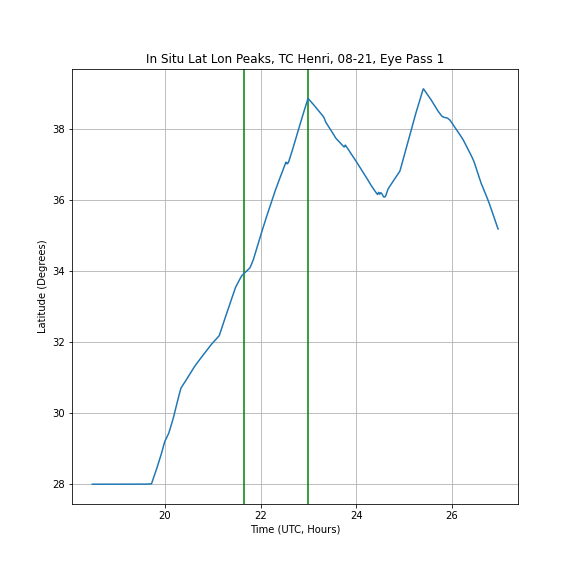 In Situ Lat Lon Peaks, TC Henri, 08-21, Eye Pass 1
38
36
34
32
30
28
Latitude (Degrees)
20 22 24 26
Time (UTC, Hours)